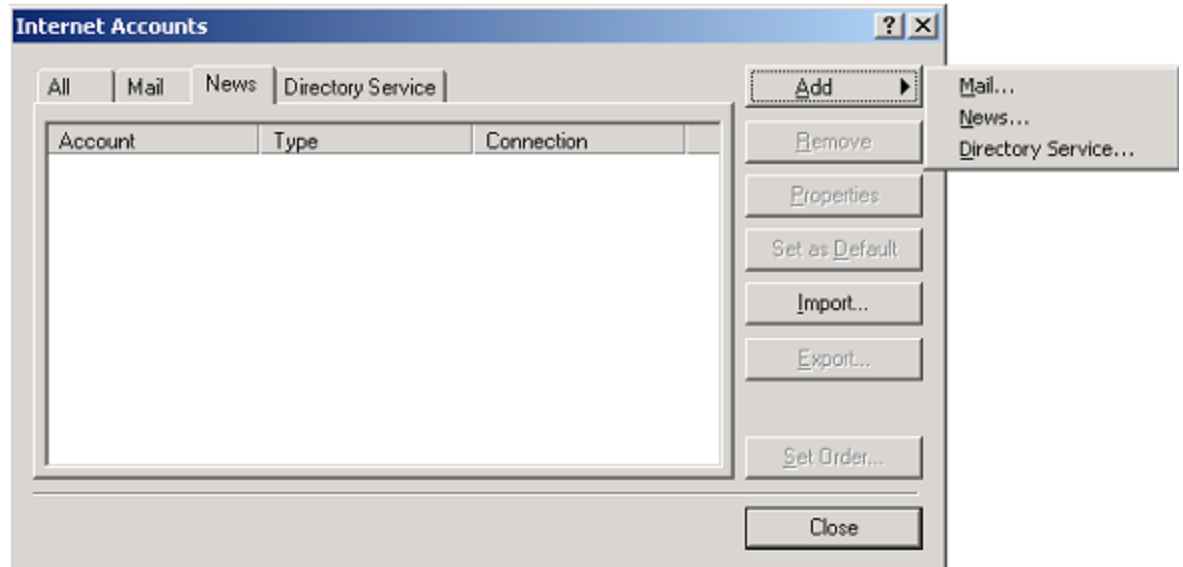 Internet Accounts
All Mail News Directory Service
Add
Mail...
News...
Directory Service...
Account Type Connection
Remove
Properties
Set as Default
Import...
Export...
Set Order...
Close